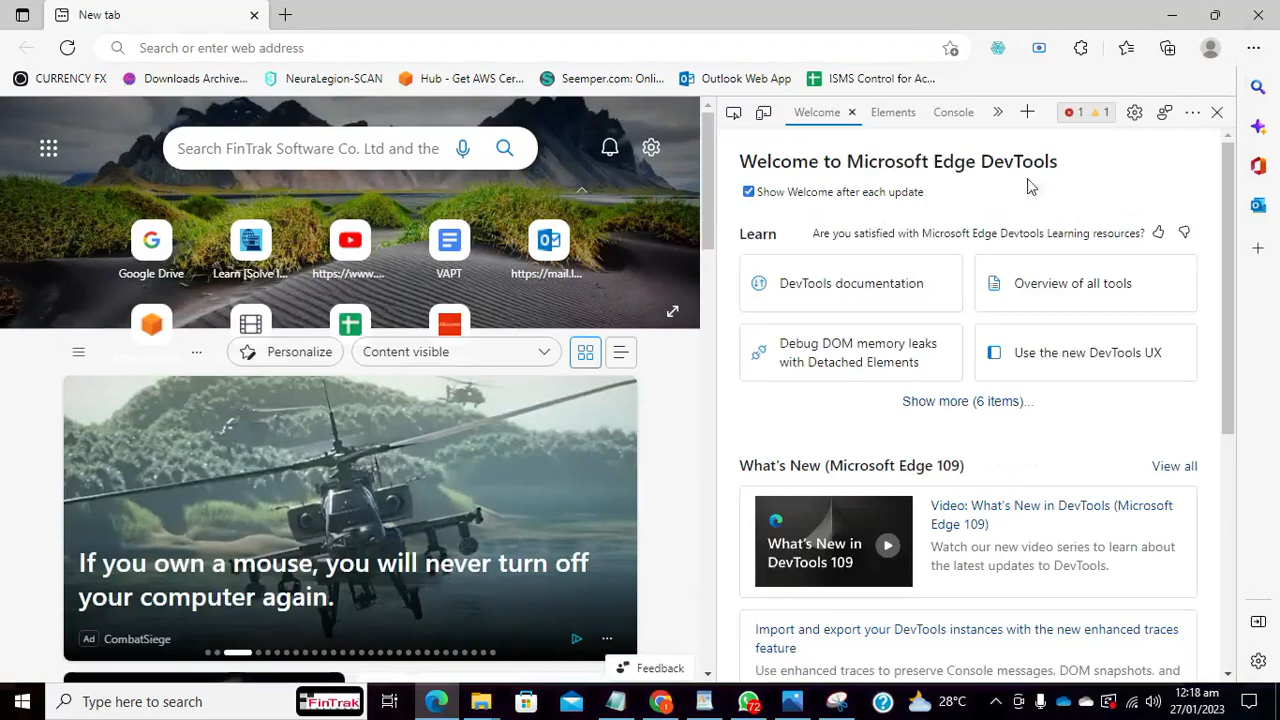 New tab
Search or enter web address
CURRENCY FX
Downloads Archive...
NeuraLegion-SCAN
Hub - Get AWS Cer...
Seemper.com: Onli...
Outlook Web App
ISMS Control for Ac...
Welcome
Elements
Console
1
1
Search FinTrak Software Co. Ltd and the
Google Drive
Learn [Solve I...
https://www....
VAPT
https://mail.l...
Personalize
Content visible
If you own a mouse, you will never turn off
your computer again.
Ad CombatSiege
Feedback
Welcome to Microsoft Edge DevTools
Show Welcome after each update
Learn
Are you satisfied with Microsoft Edge Devtools Learning resources?
DevTools documentation
Overview of all tools
Debug DOM memory leaks
with Detached Elements
Use the new DevTools UX
Show more (6 items)...
What's New (Microsoft Edge 109)
View all
What's New in
DevTools 109
Video: What's New in DevTools (Microsoft
Edge 109)
Watch our new video series to learn about
the latest updates to DevTools.
Import and export your DevTools instances with the new enhanced traces
feature
Use enhanced traces to preserve Console messages, DOM snapshots, and
Type here to search
FinTrak
72
28°C
12:18 am
27/01/2023